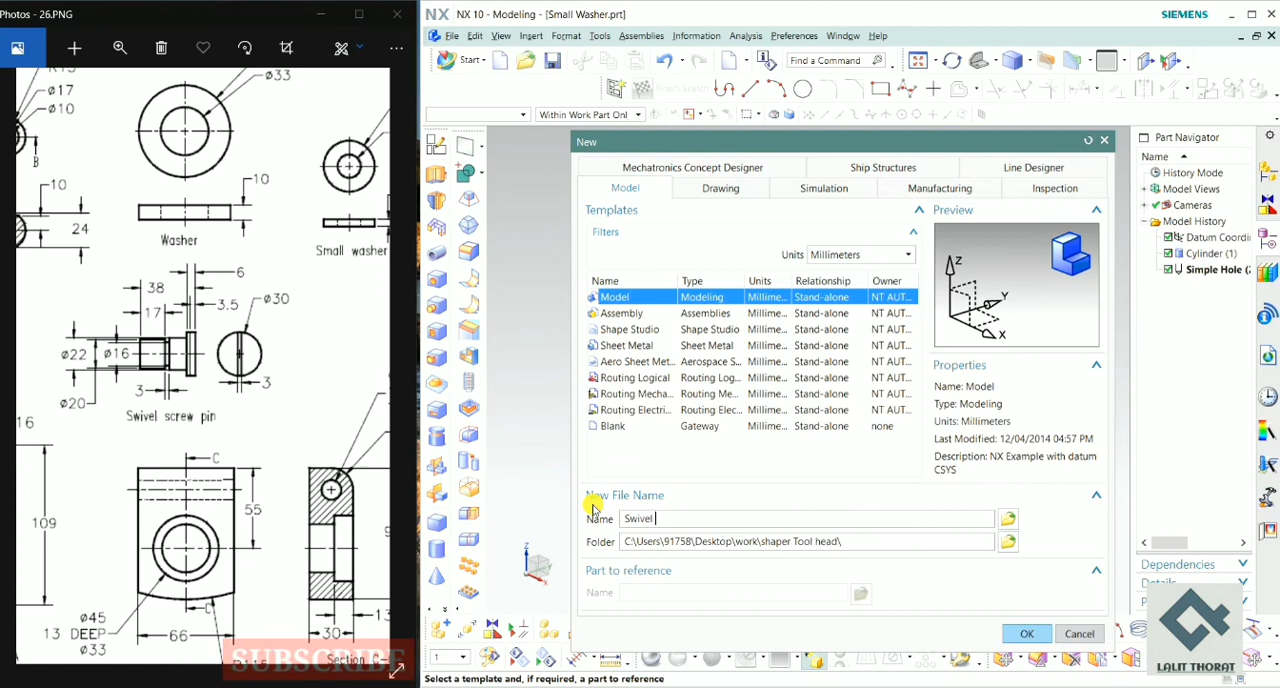 Photos - 26.PNG
ø17
ø10
B
10
24
ø33
10
Washer
Small washer
6
38
3.5
17
ø30
ø22
ø16
ø20
3
3
Swivel screw pin
16
109
C
C
55
ø45
13 DEEP
ø33
66
30
13
Section C-
SUBSCRIBE
NX NX 10 - Modeling - [Small Washer.prt]
SIEMENS
File Edit View Insert Format Tools Assemblies Information Analysis Preferences Window Help
Start
Find a Command
Finish Sketch
Within Work Part Onl
New
Mechatronics Concept Designer Ship Structures Line Designer
Model Drawing Simulation Manufacturing Inspection
Templates
Filters
Units Millimeters
Name Type Units Relationship Owner
Model Modeling Millime... Stand-alone NT AUT...
Assembly Assemblies Millime... Stand-alone NT AUT...
Shape Studio Shape Studio Millime... Stand-alone NT AUT...
Sheet Metal Sheet Metal Millime... Stand-alone NT AUT...
Aero Sheet Met... Aerospace S... Millime... Stand-alone NT AUT...
Routing Logical Routing Log... Millime... Stand-alone NT AUT...
Routing Mecha... Routing Me... Millime... Stand-alone NT AUT...
Routing Electri... Routing Elec... Millime... Stand-alone NT AUT...
Blank Gateway Millime... Stand-alone none
Preview
Z
Y
X
Properties
Name: Model
Type: Modeling
Units: Millimeters
Last Modified: 12/04/2014 04:57 PM
Description: NX Example with datum
CSYS
New File Name
Name Swivel
Folder C:\Users\91758\Desktop\work\shaper Tool head\
Part to reference
Name
OK Cancel
Part Navigator
Name
History Mode
Model Views
Cameras
Model History
Datum Coordi
Cylinder (1)
Simple Hole (2
Dependencies
Details
LALIT THORAT
1
Select a template and, if required, a part to reference